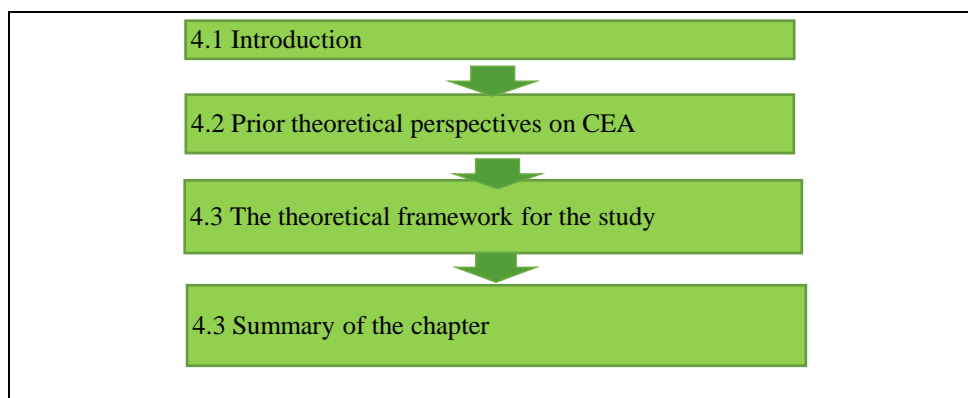 4.1 Introduction
4.2 Prior theoretical perspectives on CEA
4.3 The theoretical framework for the study
4.3 Summary of the chapter